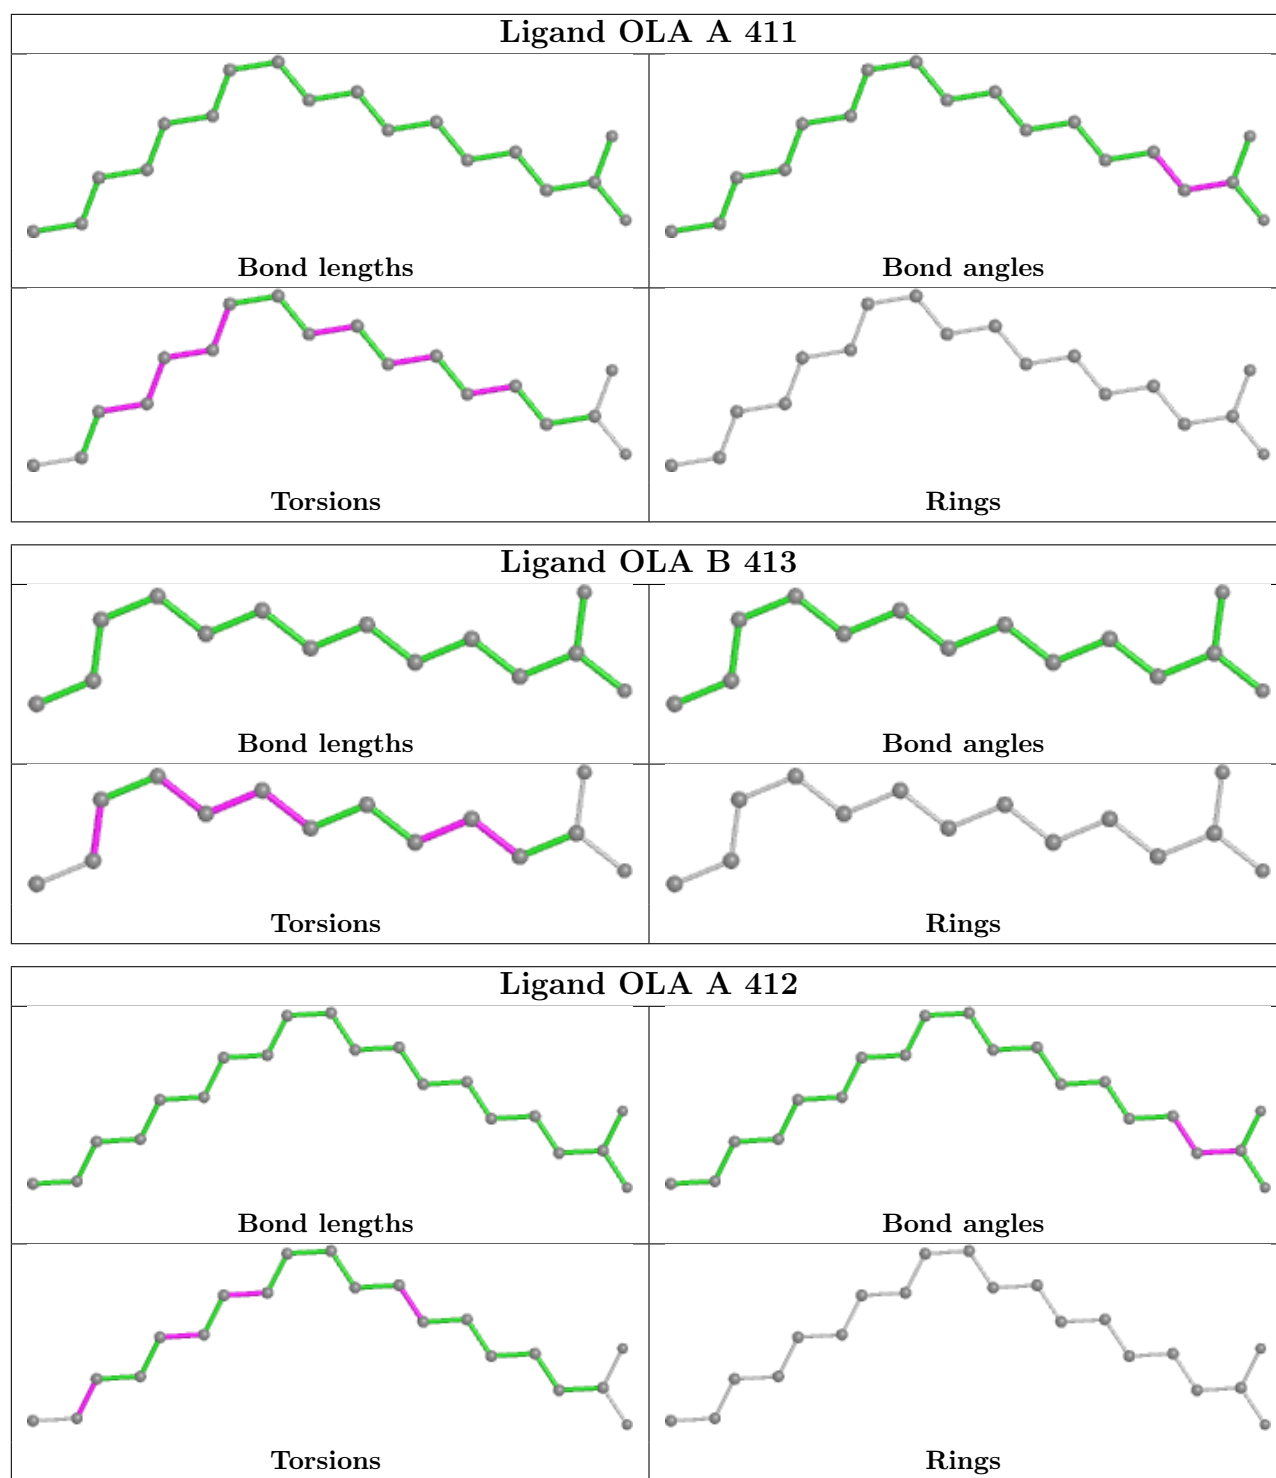 Ligand OLA A 411
Bond lengths
Bond angles
Torsions
Rings
Ligand OLA B 413
Bond lengths
Bond angles
Torsions
Rings
Ligand OLA A 412
Bond lengths
Bond angles
Torsions
Rings